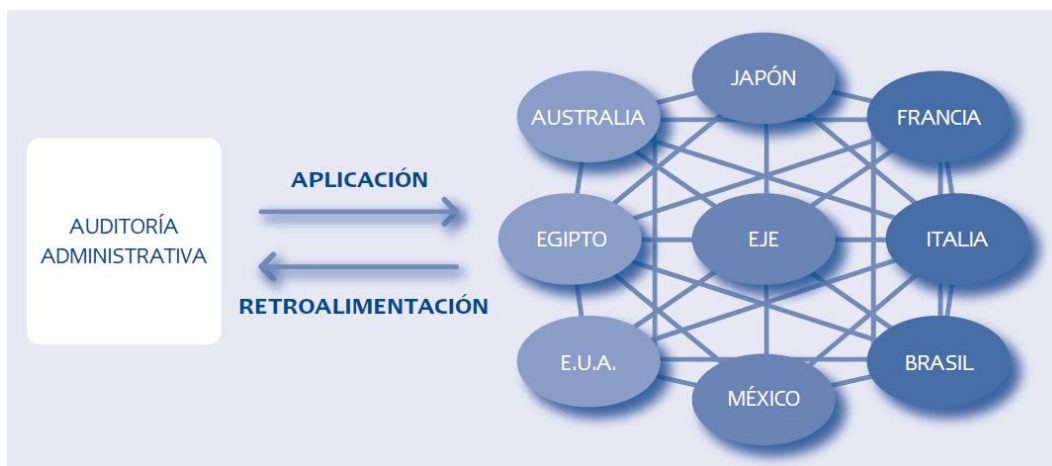 AUDITORÍA
ADMINISTRATIVA
APLICACIÓN
RETROALIMENTACIÓN
JAPÓN
AUSTRALIA
FRANCIA
EGIPTO
EJE
ITALIA
E.U.A.
BRASIL
MÉXICO